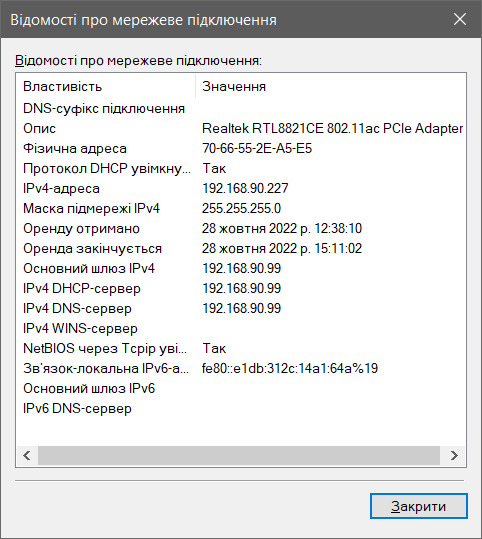 Відомості про мережеве підключення
Відомості про мережеве підключення:
Властивість Значення
DNS-суфікс підключення
Опис Realtek RTL8821CE 802.11ac PCIe Adapter
Фізична адреса 70-66-55-2E-A5-E5
Протокол DHCP увімкну... Так
IPv4-адреса 192.168.90.227
Маска підмережі IPv4 255.255.255.0
Оренду отримано 28 жовтня 2022 р. 12:38:10
Оренда закінчується 28 жовтня 2022 р. 15:11:02
Основний шлюз IPv4 192.168.90.99
IPv4 DHCP-сервер 192.168.90.99
IPv4 DNS-сервер 192.168.90.99
IPv4 WINS-сервер
NetBIOS через Tcpip уві... Так
Зв'язок-локальна IPv6-а... fe80::e1db:312c:14a1:64a%19
Основний шлюз IPv6
IPv6 DNS-сервер
Закрити